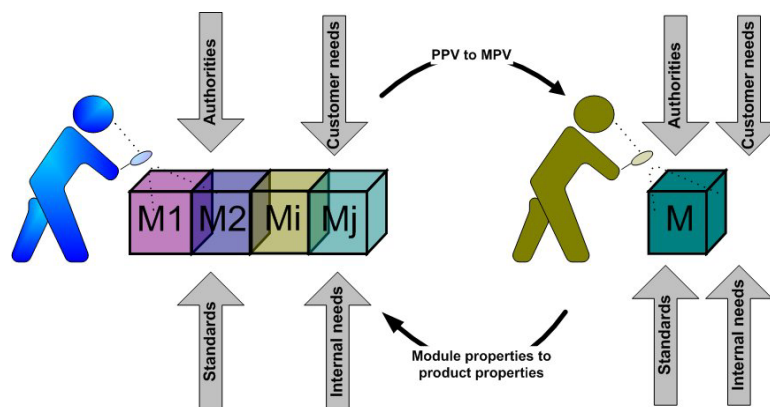 Authorities
Customer needs
PPV to MPV
Authorities
Customer needs
M1
M2
Mi
Mj
M
Standards
Internal needs
Module properties to
product properties
Standards
Internal needs